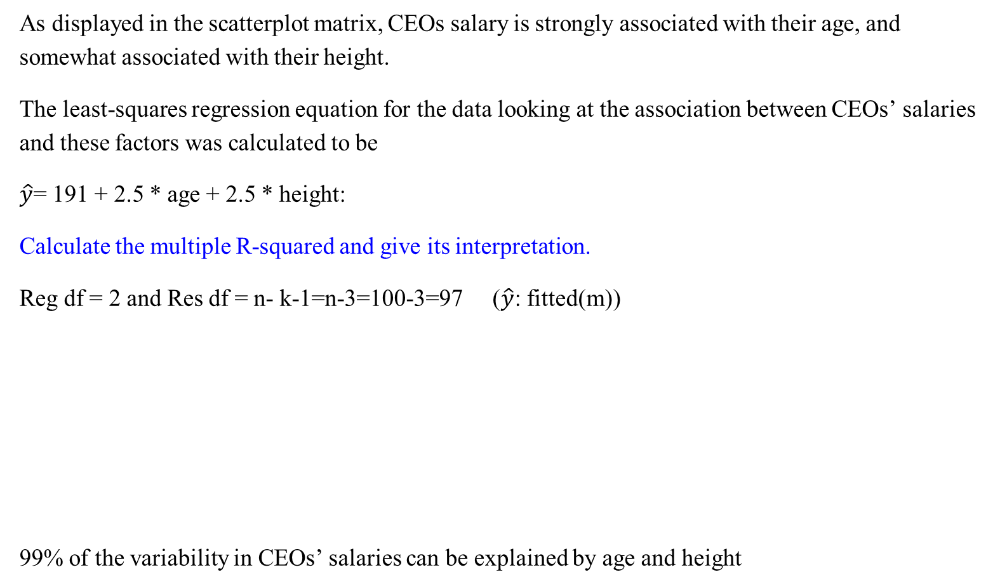 As displayed in the scatterplot matrix, CEOs salary is strongly associated with their age, and
somewhat associated with their height.
The least-squares regression equation for the data looking at the association between CEOs’ salaries
and these factors was calculated to be
ŷ= 191 + 2.5 * age + 2.5 * height:
Calculate the multiple R-squared and give its interpretation.
Reg df = 2 and Res df = n- k-1=n-3=100-3=97 (ŷ: fitted(m))
99% of the variability in CEOs’ salaries can be explained by age and height